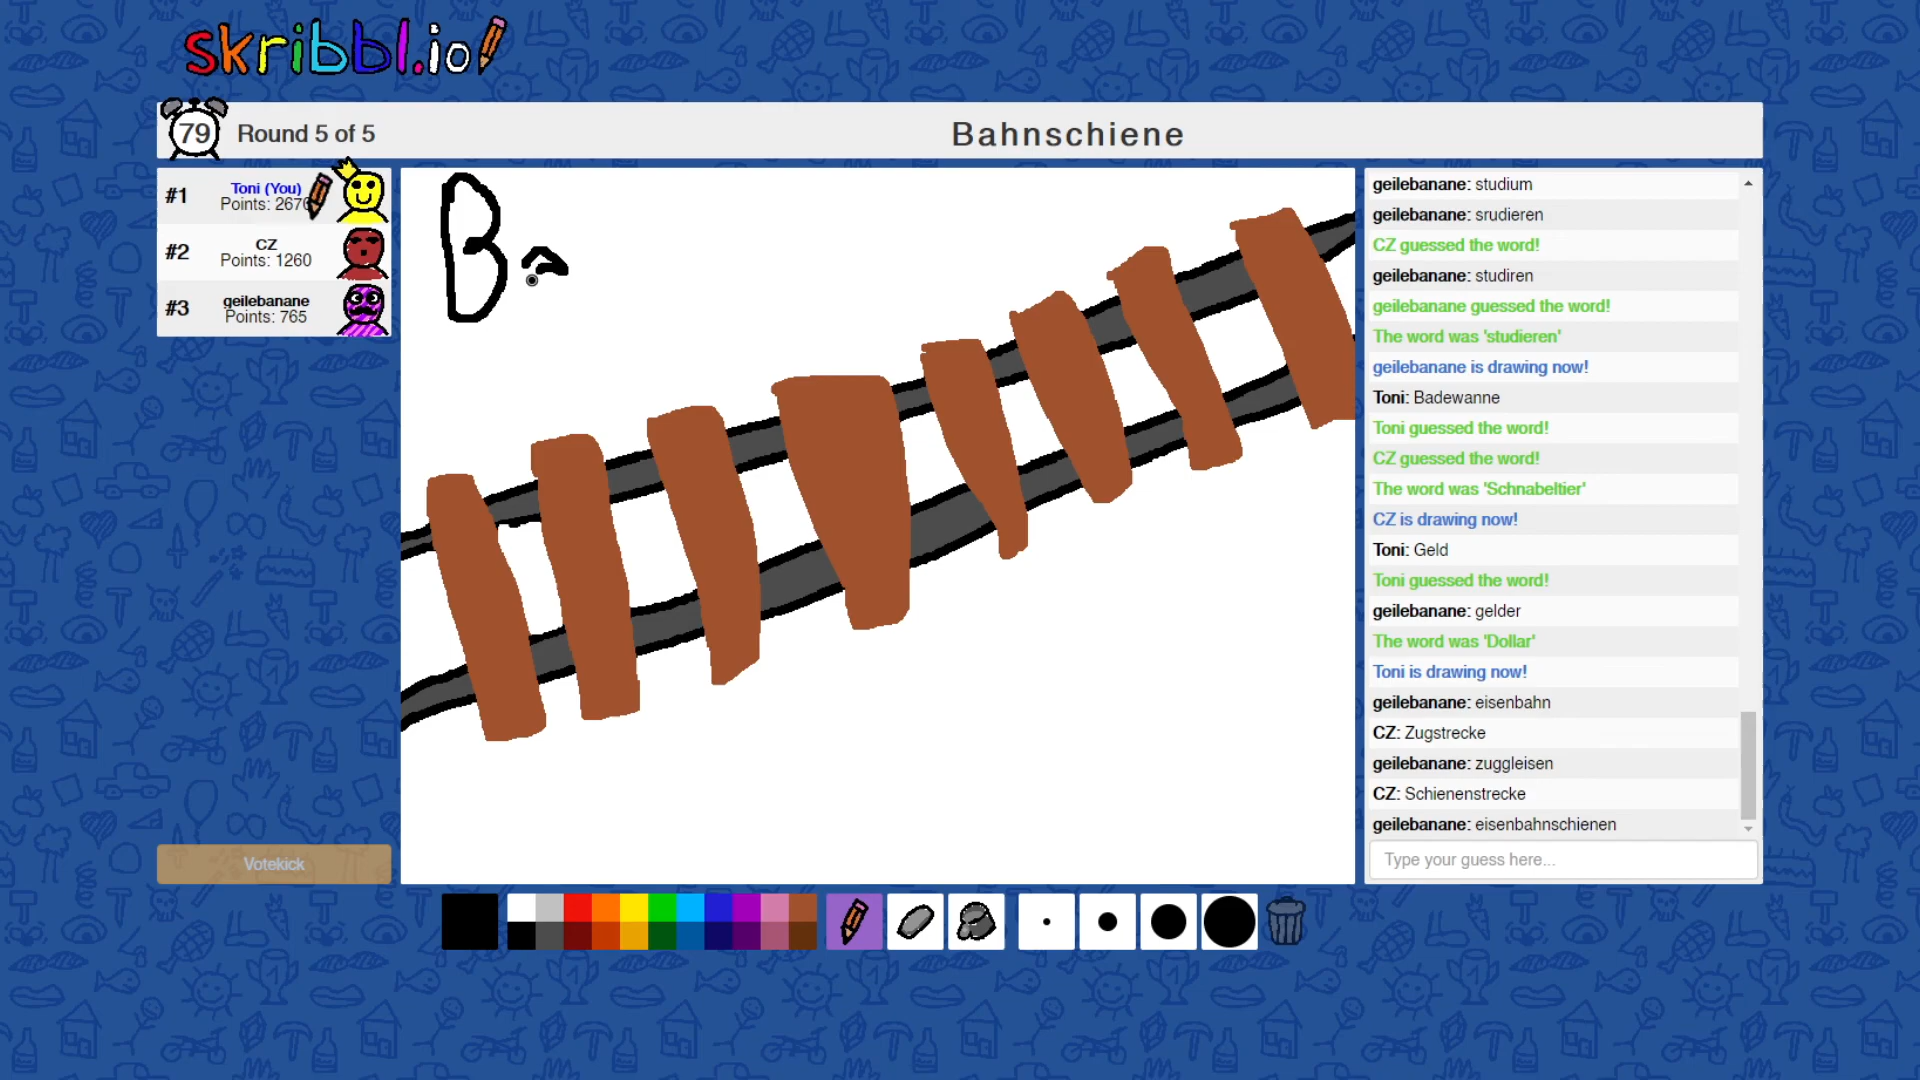 skribbl.io
79
Round 5 of 5
Bahnschiene
#1
Toni (You)
Points: 2670
#2
CZ
Points: 1260
#3
geilebanane
Points: 765
Votekick
Ba
geilebanane: studium
geilebanane: srudieren
CZ guessed the word!
geilebanane: studiren
geilebanane guessed the word!
The word was 'studieren'
geilebanane is drawing now!
Toni: Badewanne
Toni guessed the word!
CZ guessed the word!
The word was 'Schnabeltier'
CZ is drawing now!
Toni: Geld
Toni guessed the word!
geilebanane: gelder
The word was 'Dollar'
Toni is drawing now!
geilebanane: eisenbahn
CZ: Zugstrecke
geilebanane: zuggleisen
CZ: Schienenstrecke
geilebanane: eisenbahnschienen
Type your guess here...